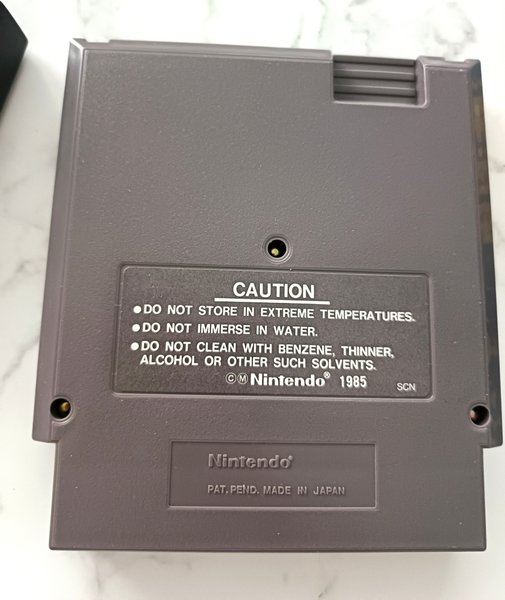 CAUTION
●DO NOT STORE IN EXTREME TEMPERATURES.
●DO NOT IMMERSE IN WATER.
●DO NOT CLEAN WITH BENZENE, THINNER,
ALCOHOL OR OTHER SUCH SOLVENTS.
©Ⓜ Nintendo® 1985 SCN
Nintendo®
PAT. PEND. MADE IN JAPAN